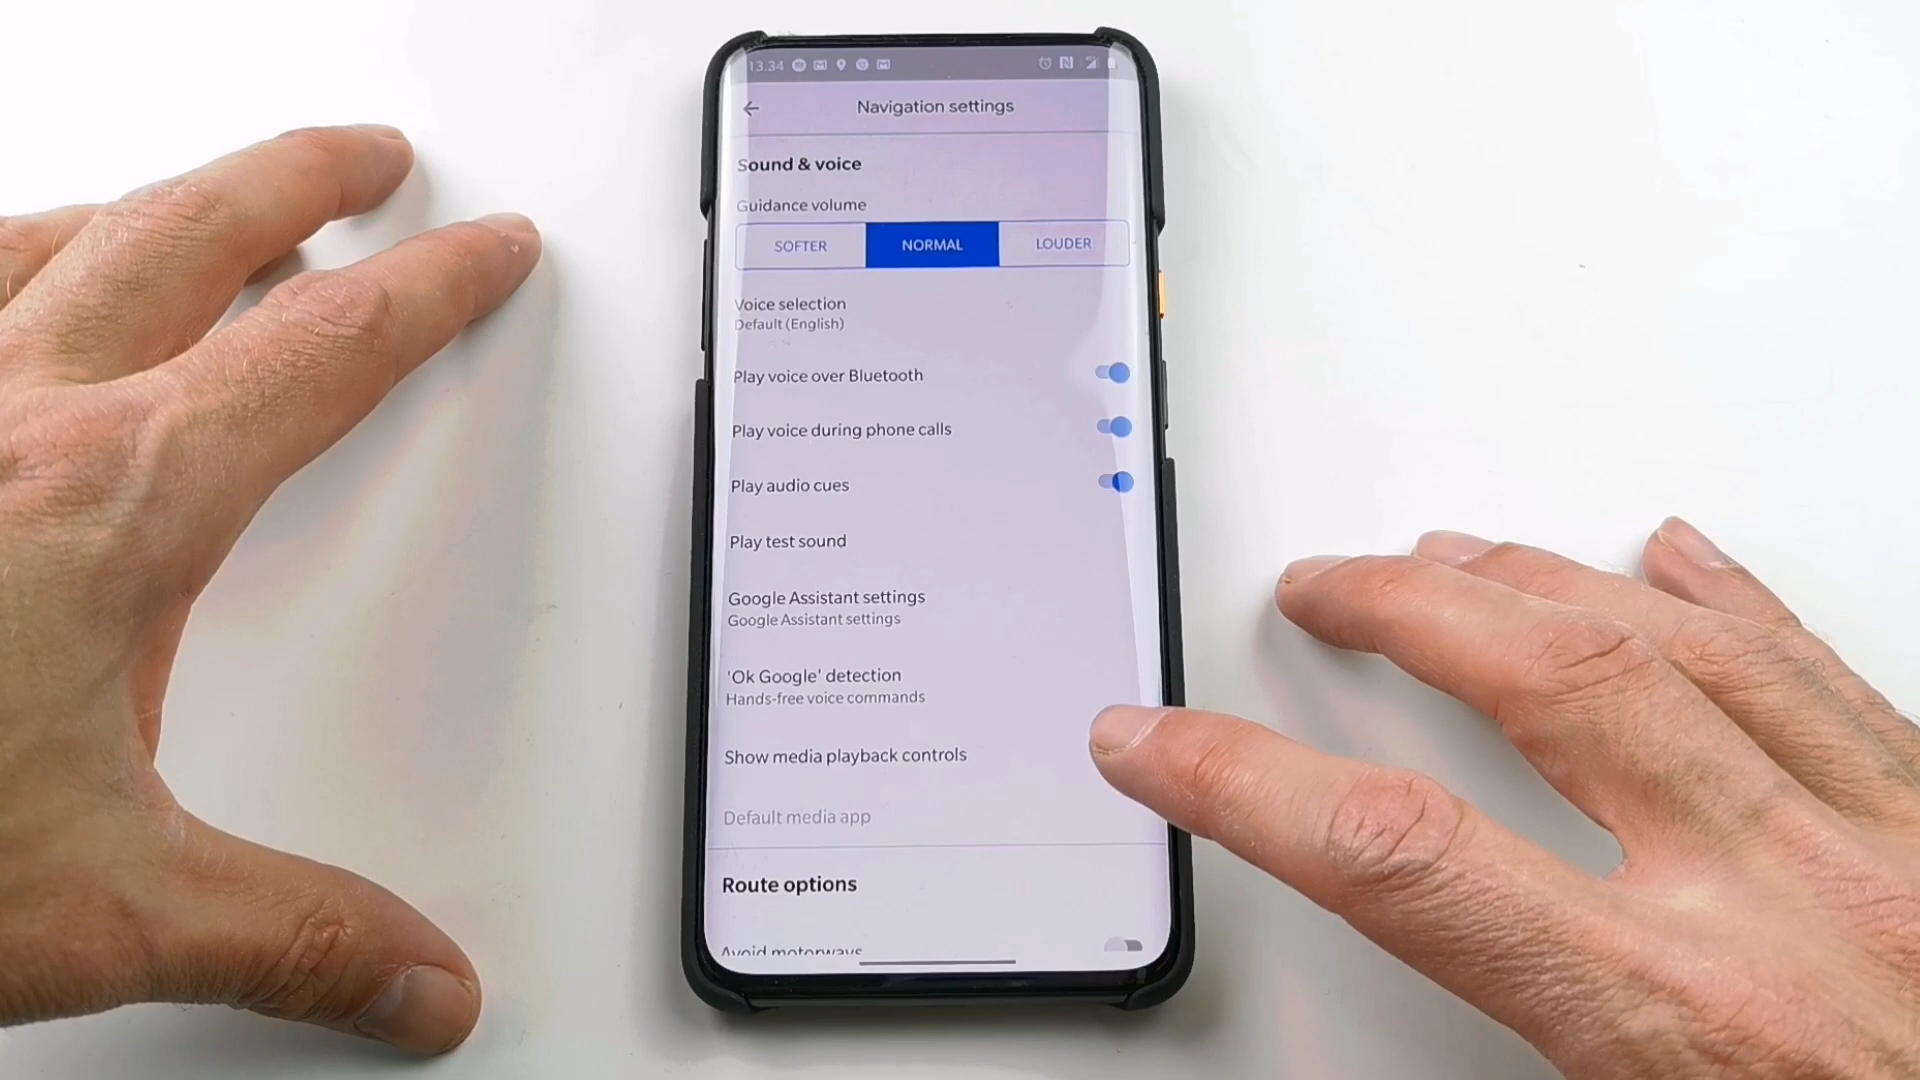 13.34
Navigation settings
Sound & voice
Guidance volume
SOFTER NORMAL LOUDER
Voice selection
Default (English)
Play voice over Bluetooth
Play voice during phone calls
Play audio cues
Play test sound
Google Assistant settings
Google Assistant settings
'Ok Google' detection
Hands-free voice commands
Show media playback controls
Default media app
Route options
Avoid motorways